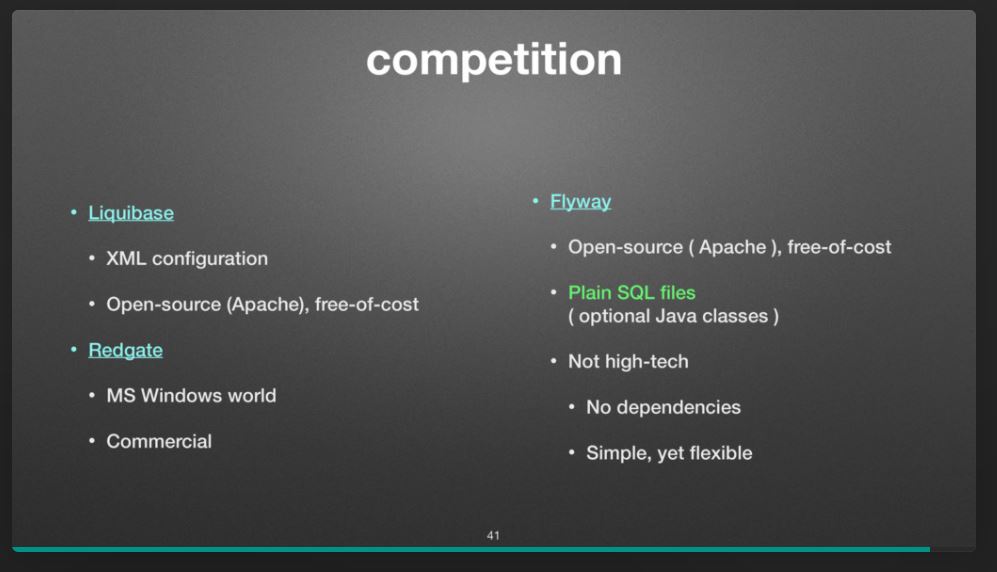 competition
• Liquibase
• XML configuration
• Open-source (Apache), free-of-cost
• Redgate
• MS Windows world
• Commercial
• Flyway
• Open-source ( Apache ), free-of-cost
• Plain SQL files
( optional Java classes )
• Not high-tech
• No dependencies
• Simple, yet flexible
41